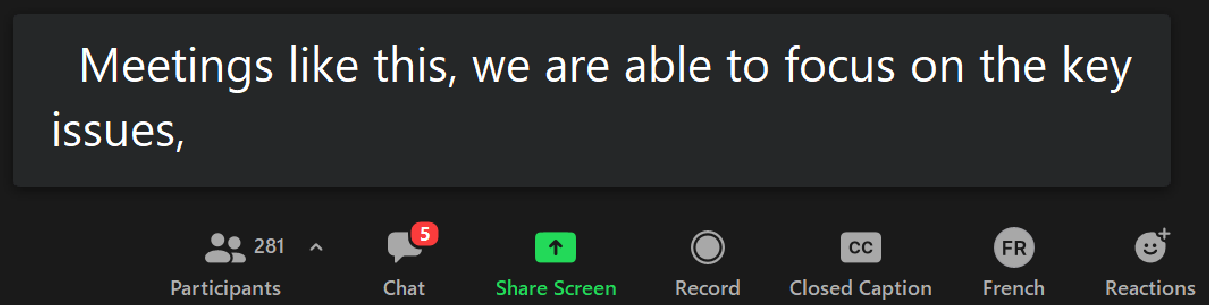 Meetings like this, we are able to focus on the key
issues,
281
5
CC
FR
Participants
Chat
Share Screen
Record
Closed Caption
French
Reactions